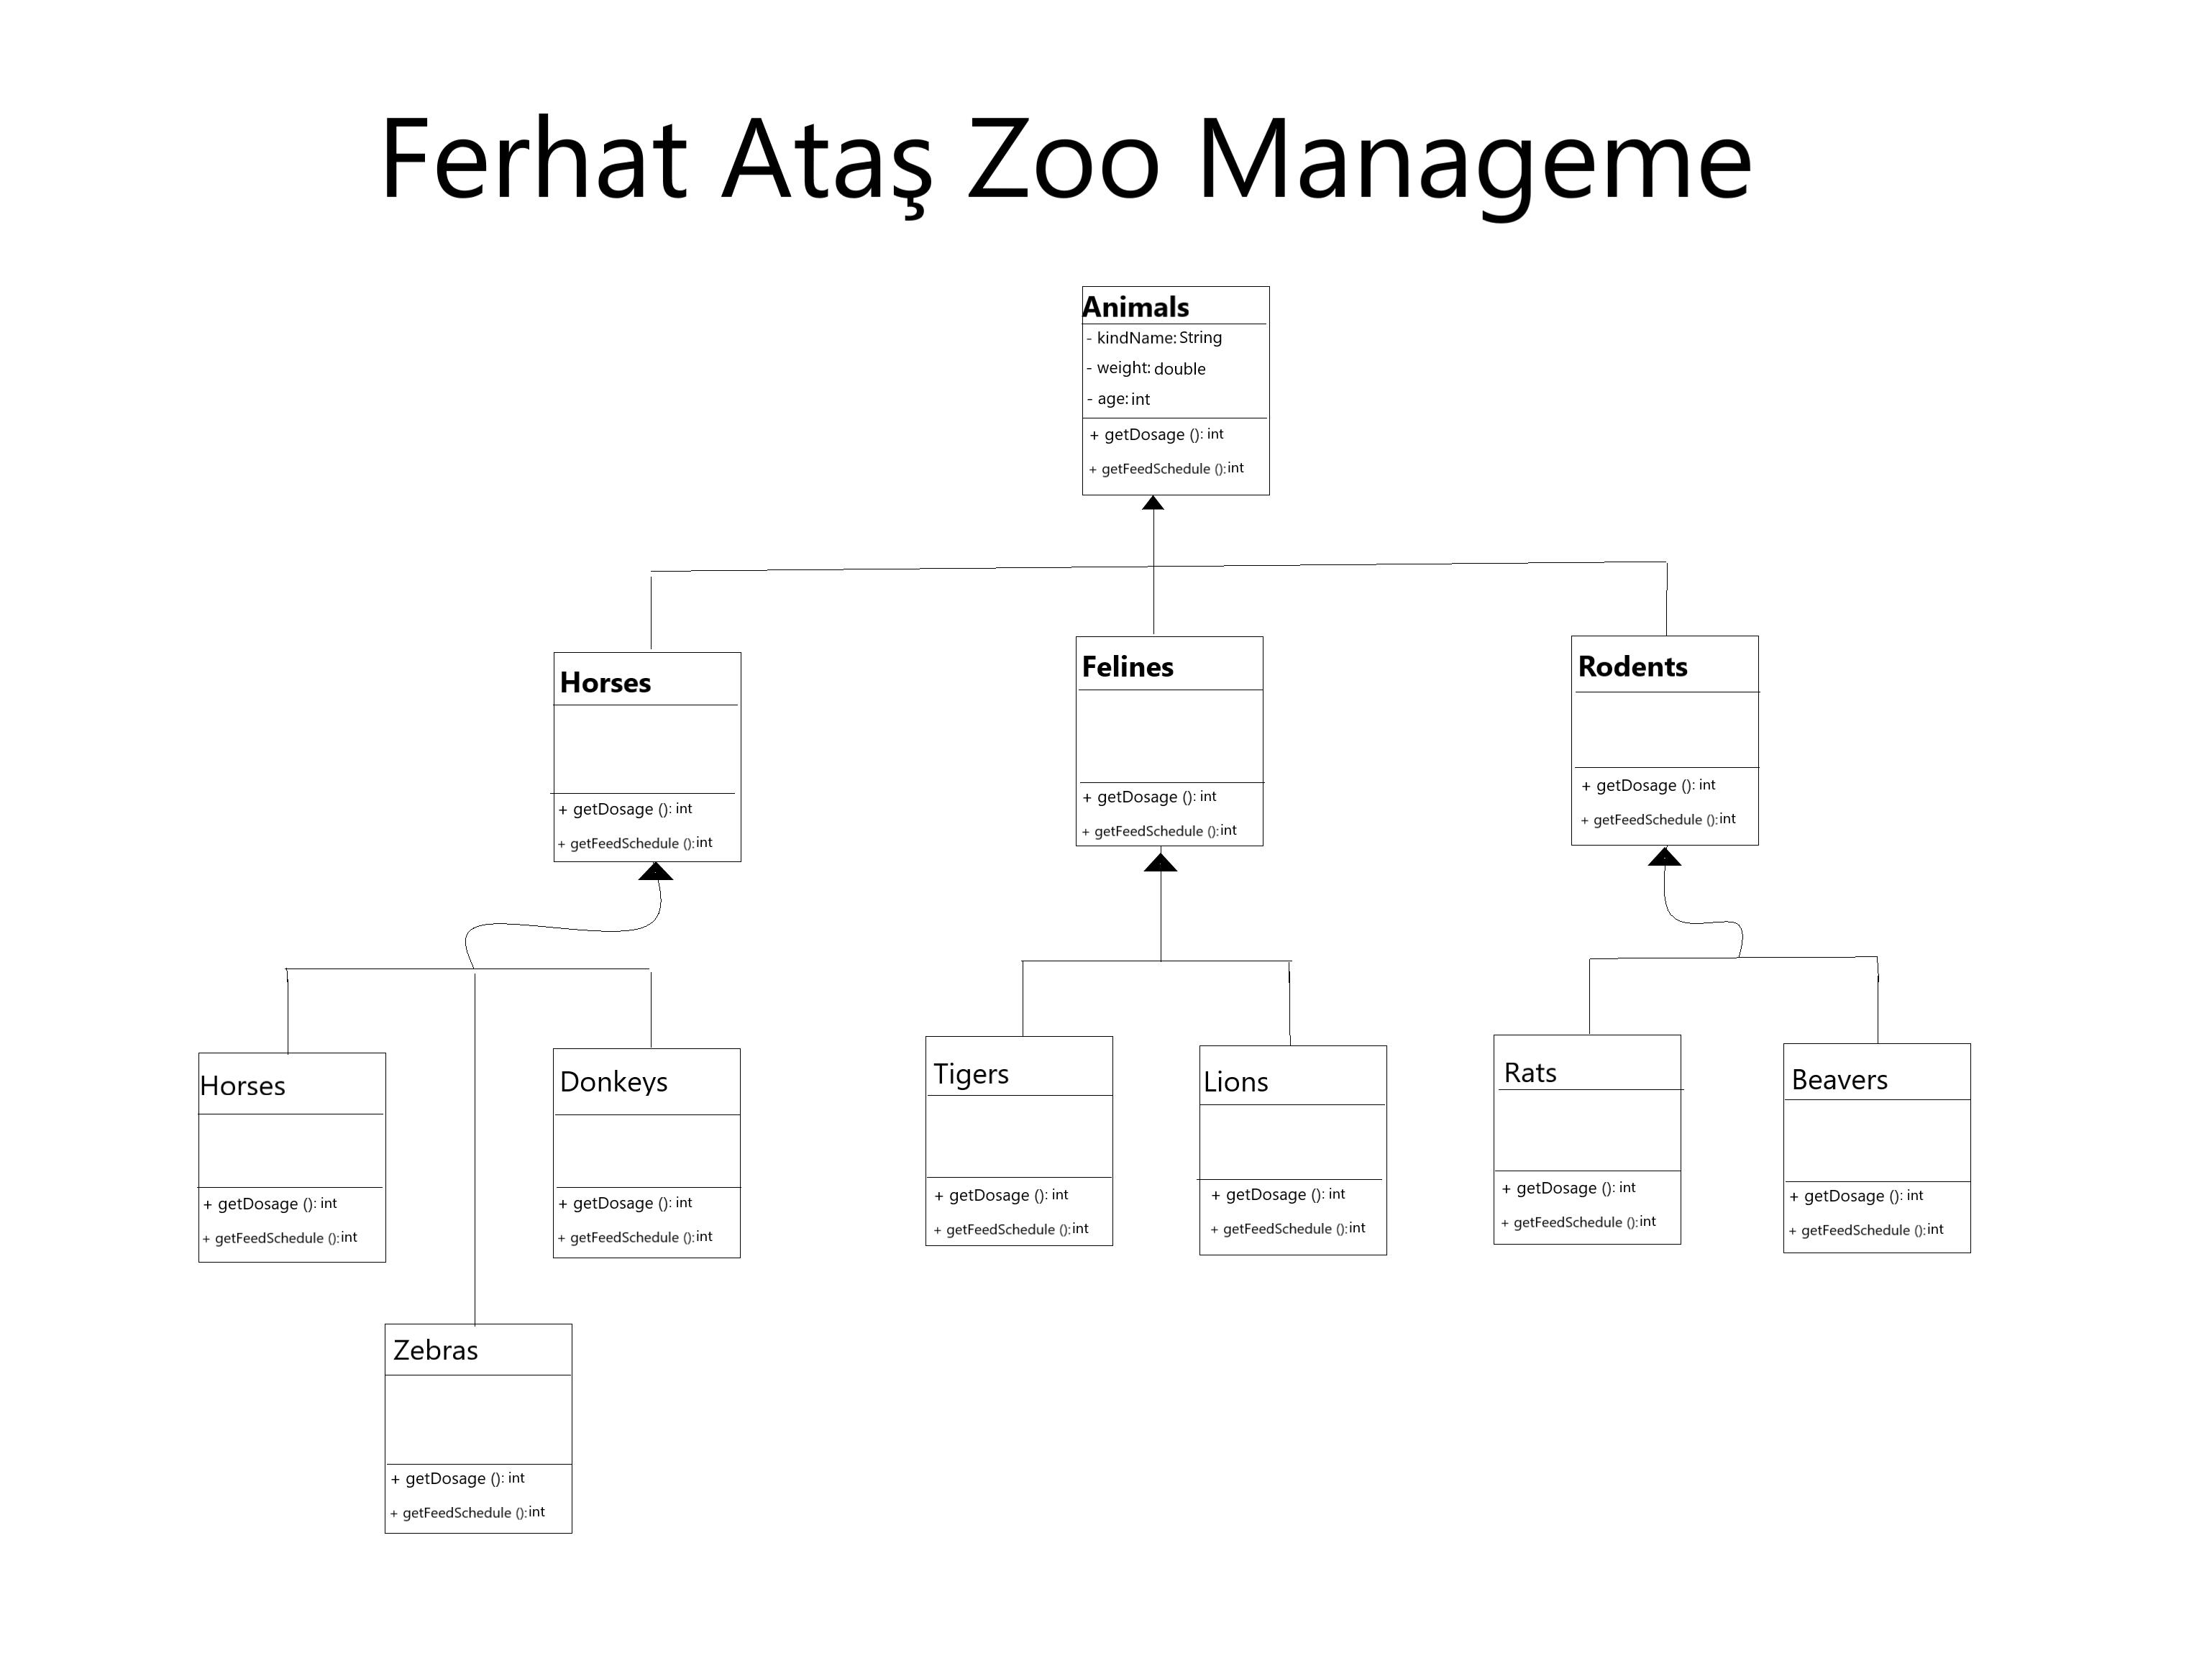 Ferhat Ataş Zoo Manageme
Animals
- kindName: String
- weight: double
- age: int
+ getDosage (): int
+ getFeedSchedule (): int
Horses
+ getDosage (): int
+ getFeedSchedule (): int
Felines
+ getDosage (): int
+ getFeedSchedule (): int
Rodents
+ getDosage (): int
+ getFeedSchedule (): int
Horses
+ getDosage (): int
+ getFeedSchedule (): int
Donkeys
+ getDosage (): int
+ getFeedSchedule (): int
Tigers
+ getDosage (): int
+ getFeedSchedule (): int
Lions
+ getDosage (): int
+ getFeedSchedule (): int
Rats
+ getDosage (): int
+ getFeedSchedule (): int
Beavers
+ getDosage (): int
+ getFeedSchedule (): int
Zebras
+ getDosage (): int
+ getFeedSchedule (): int